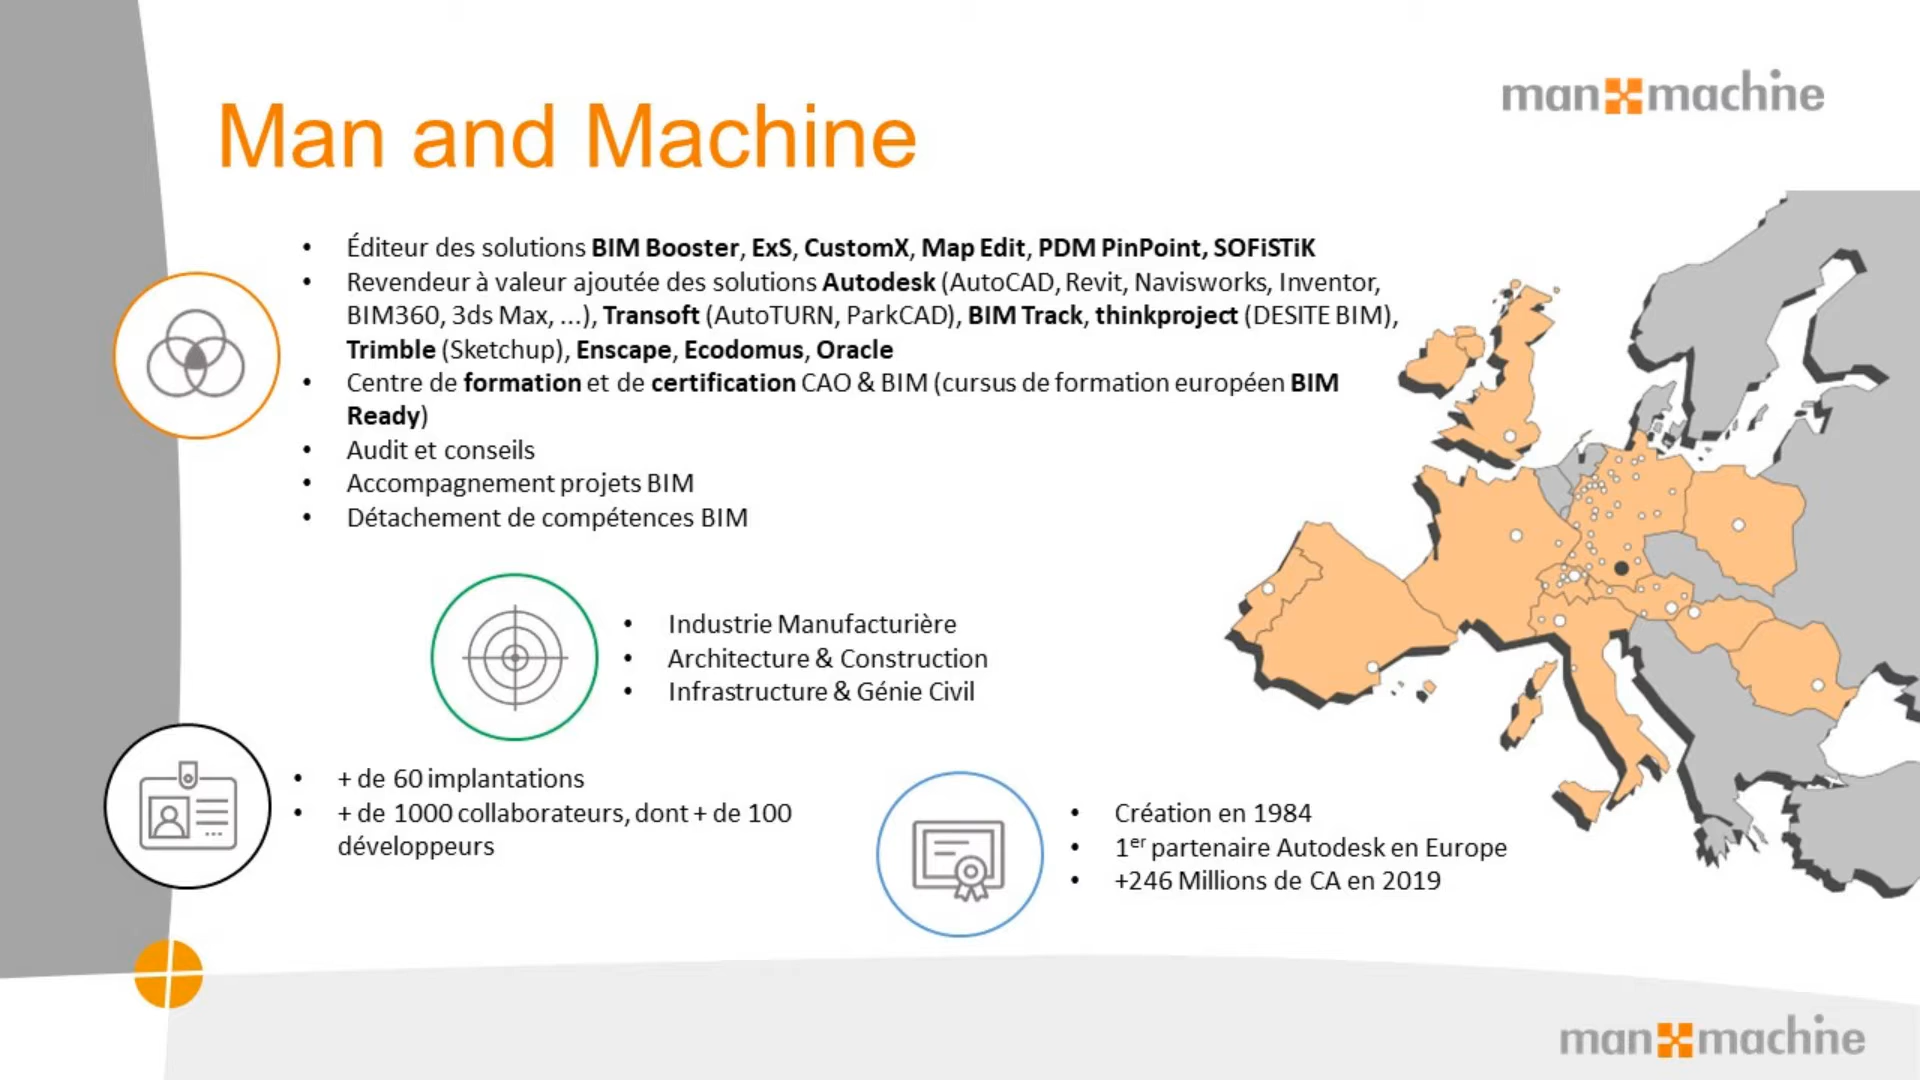 man machine
Man and Machine
• Éditeur des solutions BIM Booster, ExS, CustomX, Map Edit, PDM PinPoint, SOFiSTiK
• Revendeur à valeur ajoutée des solutions Autodesk (AutoCAD, Revit, Navisworks, Inventor,
BIM360, 3ds Max, ...), Transoft (AutoTURN, ParkCAD), BIM Track, thinkproject (DESITE BIM),
Trimble (Sketchup), Enscape, Ecodomus, Oracle
• Centre de formation et de certification CAO & BIM (cursus de formation européen BIM
Ready)
• Audit et conseils
• Accompagnement projets BIM
• Détachement de compétences BIM
• Industrie Manufacturière
• Architecture & Construction
• Infrastructure & Génie Civil
• + de 60 implantations
• + de 1000 collaborateurs, dont + de 100
développeurs
• Création en 1984
• 1er partenaire Autodesk en Europe
• +246 Millions de CA en 2019
man machine